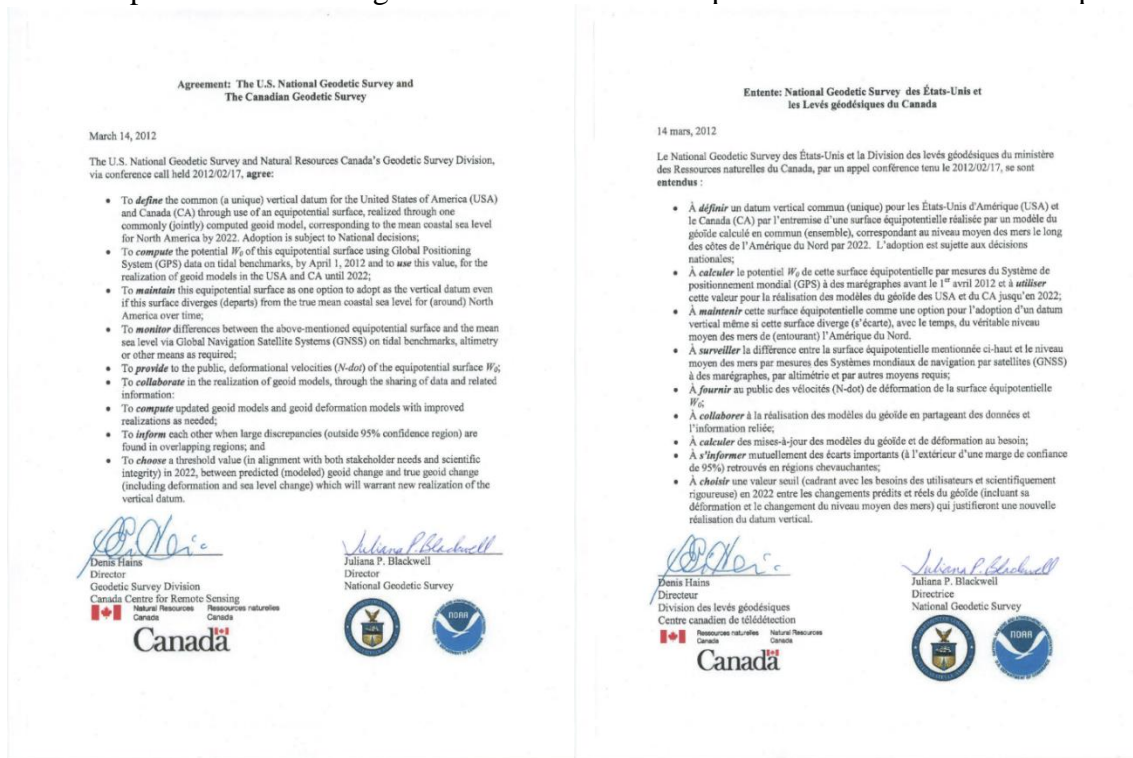 Agreement: The U.S. National Geodetic Survey and
The Canadian Geodetic Survey
March 14, 2012
The U.S. National Geodetic Survey and Natural Resources Canada's Geodetic Survey Division,
via conference call held 2012/02/17, agree:
• To define the common (a unique) vertical datum for the United States of America (USA)
and Canada (CA) through use of an equipotential surface, realized through one
commonly (jointly) computed geoid model, corresponding to the mean coastal sea level
for North America by 2022. Adoption is subject to National decisions;
• To compute the potential W₀ of this equipotential surface using Global Positioning
System (GPS) data on tidal benchmarks, by April 1, 2012 and to use this value, for the
realization of geoid models in the USA and CA until 2022;
• To maintain this equipotential surface as one option to adopt as the vertical datum even
if this surface diverges (departs) from the true mean coastal sea level for (around) North
America over time;
• To monitor differences between the above-mentioned equipotential surface and the mean
sea level via Global Navigation Satellite Systems (GNSS) on tidal benchmarks, altimetry
or other means as required;
• To provide to the public, deformational velocities (N-dot) of the equipotential surface W₀;
• To collaborate in the realization of geoid models, through the sharing of data and related
information:
• To compute updated geoid models and geoid deformation models with improved
realizations as needed;
• To inform each other when large discrepancies (outside 95% confidence region) are
found in overlapping regions; and
• To choose a threshold value (in alignment with both stakeholder needs and scientific
integrity) in 2022, between predicted (modeled) geoid change and true geoid change
(including deformation and sea level change) which will warrant new realization of the
vertical datum.
Denis Hains
Director
Geodetic Survey Division
Canada Centre for Remote Sensing
Natural Resources Canada
Ressources naturelles Canada
Canada
Juliana P. Blackwell
Juliana P. Blackwell
Director
National Geodetic Survey
NOAA
Entente: National Geodetic Survey des États-Unis et
les Levés géodésiques du Canada
14 mars, 2012
Le National Geodetic Survey des États-Unis et la Division des levés géodésiques du ministère
des Ressources naturelles du Canada, par un appel conférence tenu le 2012/02/17, se sont
entendus :
• À définir un datum vertical commun (unique) pour les États-Unis d'Amérique (USA) et
le Canada (CA) par l'entremise d'une surface équipotentielle réalisée par un modèle du
géoïde calculé en commun (ensemble), correspondant au niveau moyen des mers le long
des côtes de l'Amérique du Nord par 2022. L'adoption est sujette aux décisions
nationales;
• À calculer le potentiel W₀ de cette surface équipotentielle par mesures du Système de
positionnement mondial (GPS) à des marégraphes avant le 1er avril 2012 et à utiliser
cette valeur pour la réalisation des modèles du géoïde des USA et du CA jusqu'en 2022;
• À maintenir cette surface équipotentielle comme une option pour l'adoption d'un datum
vertical même si cette surface diverge (s'écarte), avec le temps, du véritable niveau
moyen des mers de (entourant) l'Amérique du Nord.
• À surveiller la différence entre la surface équipotentielle mentionnée ci-haut et le niveau
moyen des mers par mesures des Systèmes mondiaux de navigation par satellites (GNSS)
à des marégraphes, par altimétrie et par autres moyens requis;
• À fournir au public des vélocités (N-dot) de déformation de la surface équipotentielle
W₀;
• À collaborer à la réalisation des modèles du géoïde en partageant des données et
l'information reliée;
• À calculer des mises-à-jour des modèles du géoïde et de déformation au besoin;
• À s'informer mutuellement des écarts importants (à l'extérieur d'une marge de confiance
de 95%) retrouvés en régions chevauchantes;
• À choisir une valeur seuil (cadrant avec les besoins des utilisateurs et scientifiquement
rigoureuse) en 2022 entre les changements prédits et réels du géoïde (incluant sa
déformation et le changement du niveau moyen des mers) qui justifieront une nouvelle
réalisation du datum vertical.
Denis Hains
Directeur
Division des levés géodésiques
Centre canadien de télédétection
Ressources naturelles Canada
Natural Resources Canada
Canada
Juliana P. Blackwell
Juliana P. Blackwell
Directrice
National Geodetic Survey
NOAA